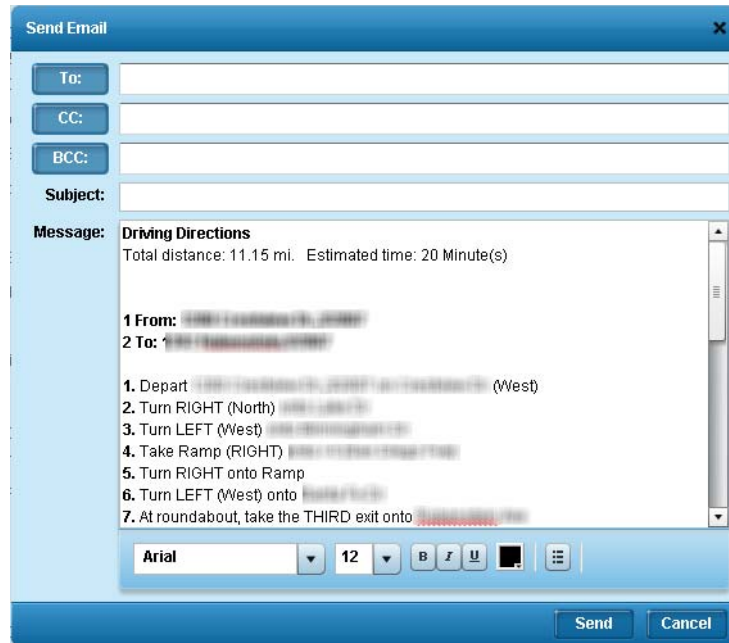 Send Email
To:
CC:
BCC:
Subject:
Message:
Driving Directions
Total distance: 11.15 mi. Estimated time: 20 Minute(s)
1 From:
2 To:
1. Depart (West)
2. Turn RIGHT (North)
3. Turn LEFT (West)
4. Take Ramp (RIGHT)
5. Turn RIGHT onto Ramp
6. Turn LEFT (West) onto
7. At roundabout, take the THIRD exit onto
Arial 12 B I U
Send Cancel